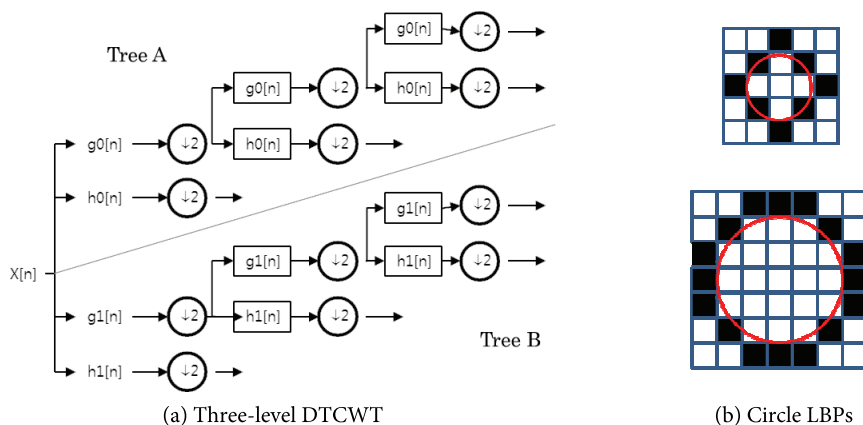 Tree A
g0[n] ↓2
g0[n] ↓2 h0[n] ↓2
g0[n] ↓2 h0[n] ↓2
h0[n] ↓2
g1[n] ↓2
X[n] g1[n] ↓2 h1[n] ↓2
g1[n] ↓2 h1[n] ↓2
Tree B
h1[n] ↓2
(a) Three-level DTCWT
(b) Circle LBPs